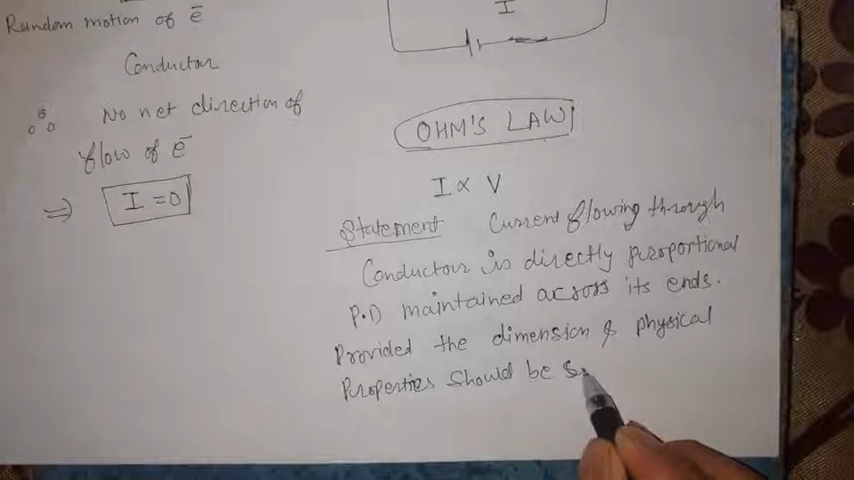 Random motion of e̅
Conductor
∴ No net direction of
flow of e̅
⇒ I = 0
I
OHM'S LAW
I ∝ V
Statement Current flowing through
Conductor is directly proportional
P.D maintained across its ends.
Provided the dimension & physical
Properties should be S